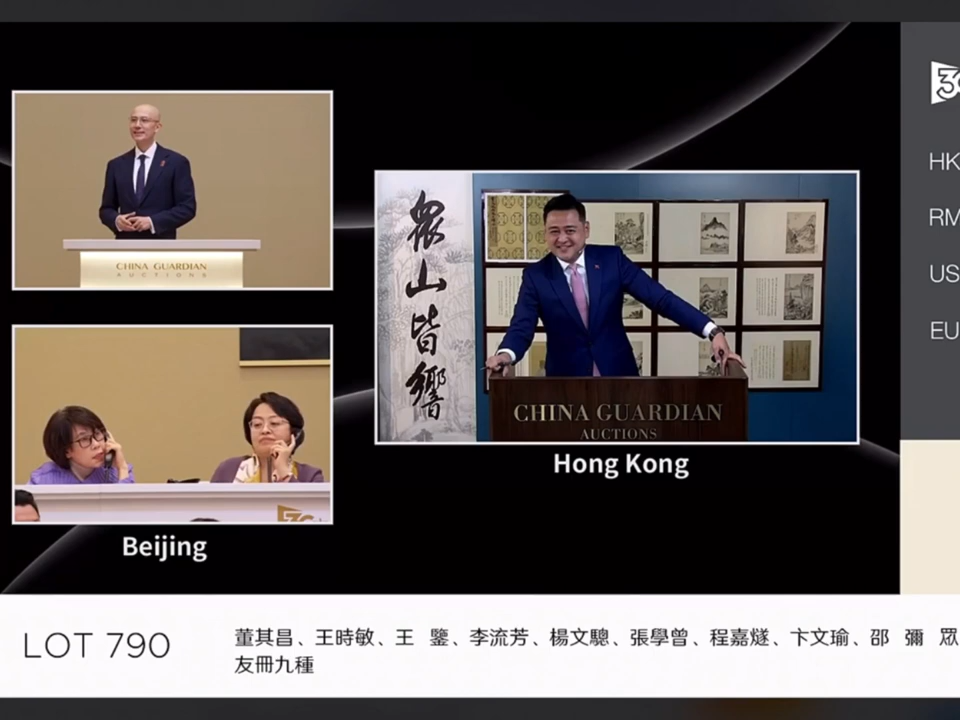 CHINA GUARDIAN
AUCTIONS
眾山皆響
CHINA GUARDIAN
AUCTIONS
Hong Kong
Beijing
HK
RM
US
EU
LOT 790
董其昌、王時敏、王 鑒、李流芳、楊文驄、張學曾、程嘉燧、卞文瑜、邵 彌 眾
友冊九種